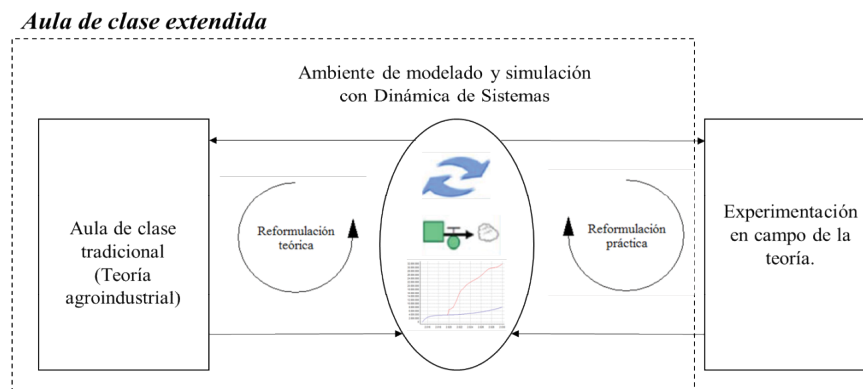 Aula de clase extendida
Ambiente de modelado y simulación
con Dinámica de Sistemas
Aula de clase
tradicional
(Teoría
agroindustrial)
Reformulación
teórica
Reformulación
práctica
Experimentación
en campo de la
teoría.